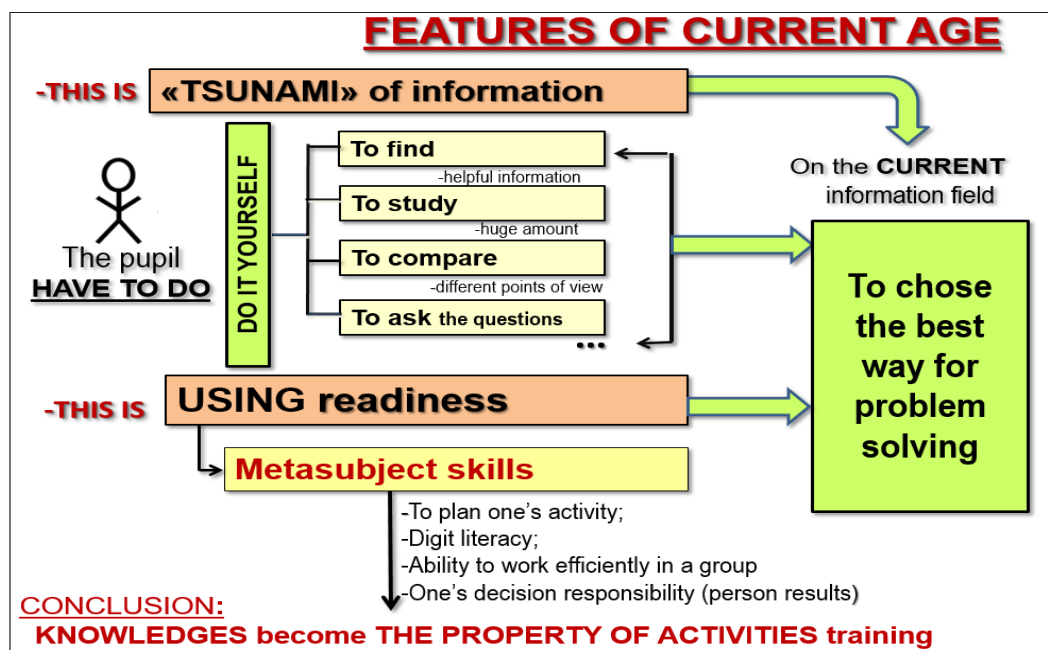 FEATURES OF CURRENT AGE
-THIS IS
«TSUNAMI» of information
The pupil
HAVE TO DO
DO IT YOURSELF
To find
-helpful information
To study
-huge amount
To compare
-different points of view
To ask the questions
...
On the CURRENT
information field
To chose
the best
way for
problem
solving
-THIS IS
USING readiness
Metasubject skills
-To plan one’s activity;
-Digit literacy;
-Ability to work efficiently in a group
-One’s decision responsibility (person results)
CONCLUSION:
KNOWLEDGES become THE PROPERTY OF ACTIVITIES training